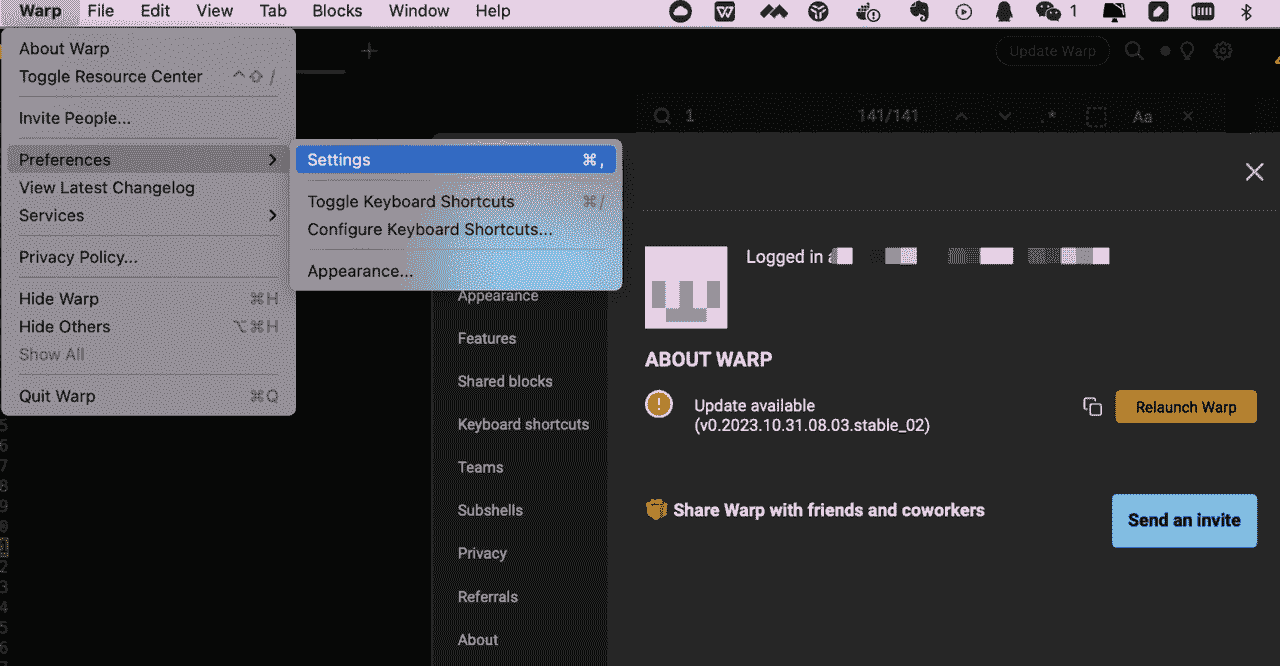 Warp File Edit View Tab Blocks Window Help 1
About Warp
Toggle Resource Center ⌃⇧ /
Invite People...
Preferences
View Latest Changelog
Services
Privacy Policy...
Hide Warp ⌘H
Hide Others ⌥⌘H
Show All
Quit Warp ⌘Q
Settings ⌘,
Toggle Keyboard Shortcuts ⌘/
Configure Keyboard Shortcuts...
Appearance...
Update Warp
1 141/141 .* Aa
Appearance
Features
Shared blocks
Keyboard shortcuts
Teams
Subshells
Privacy
Referrals
About
Logged in
ABOUT WARP
Update available
(v0.2023.10.31.08.03.stable_02)
Relaunch Warp
Share Warp with friends and coworkers
Send an invite